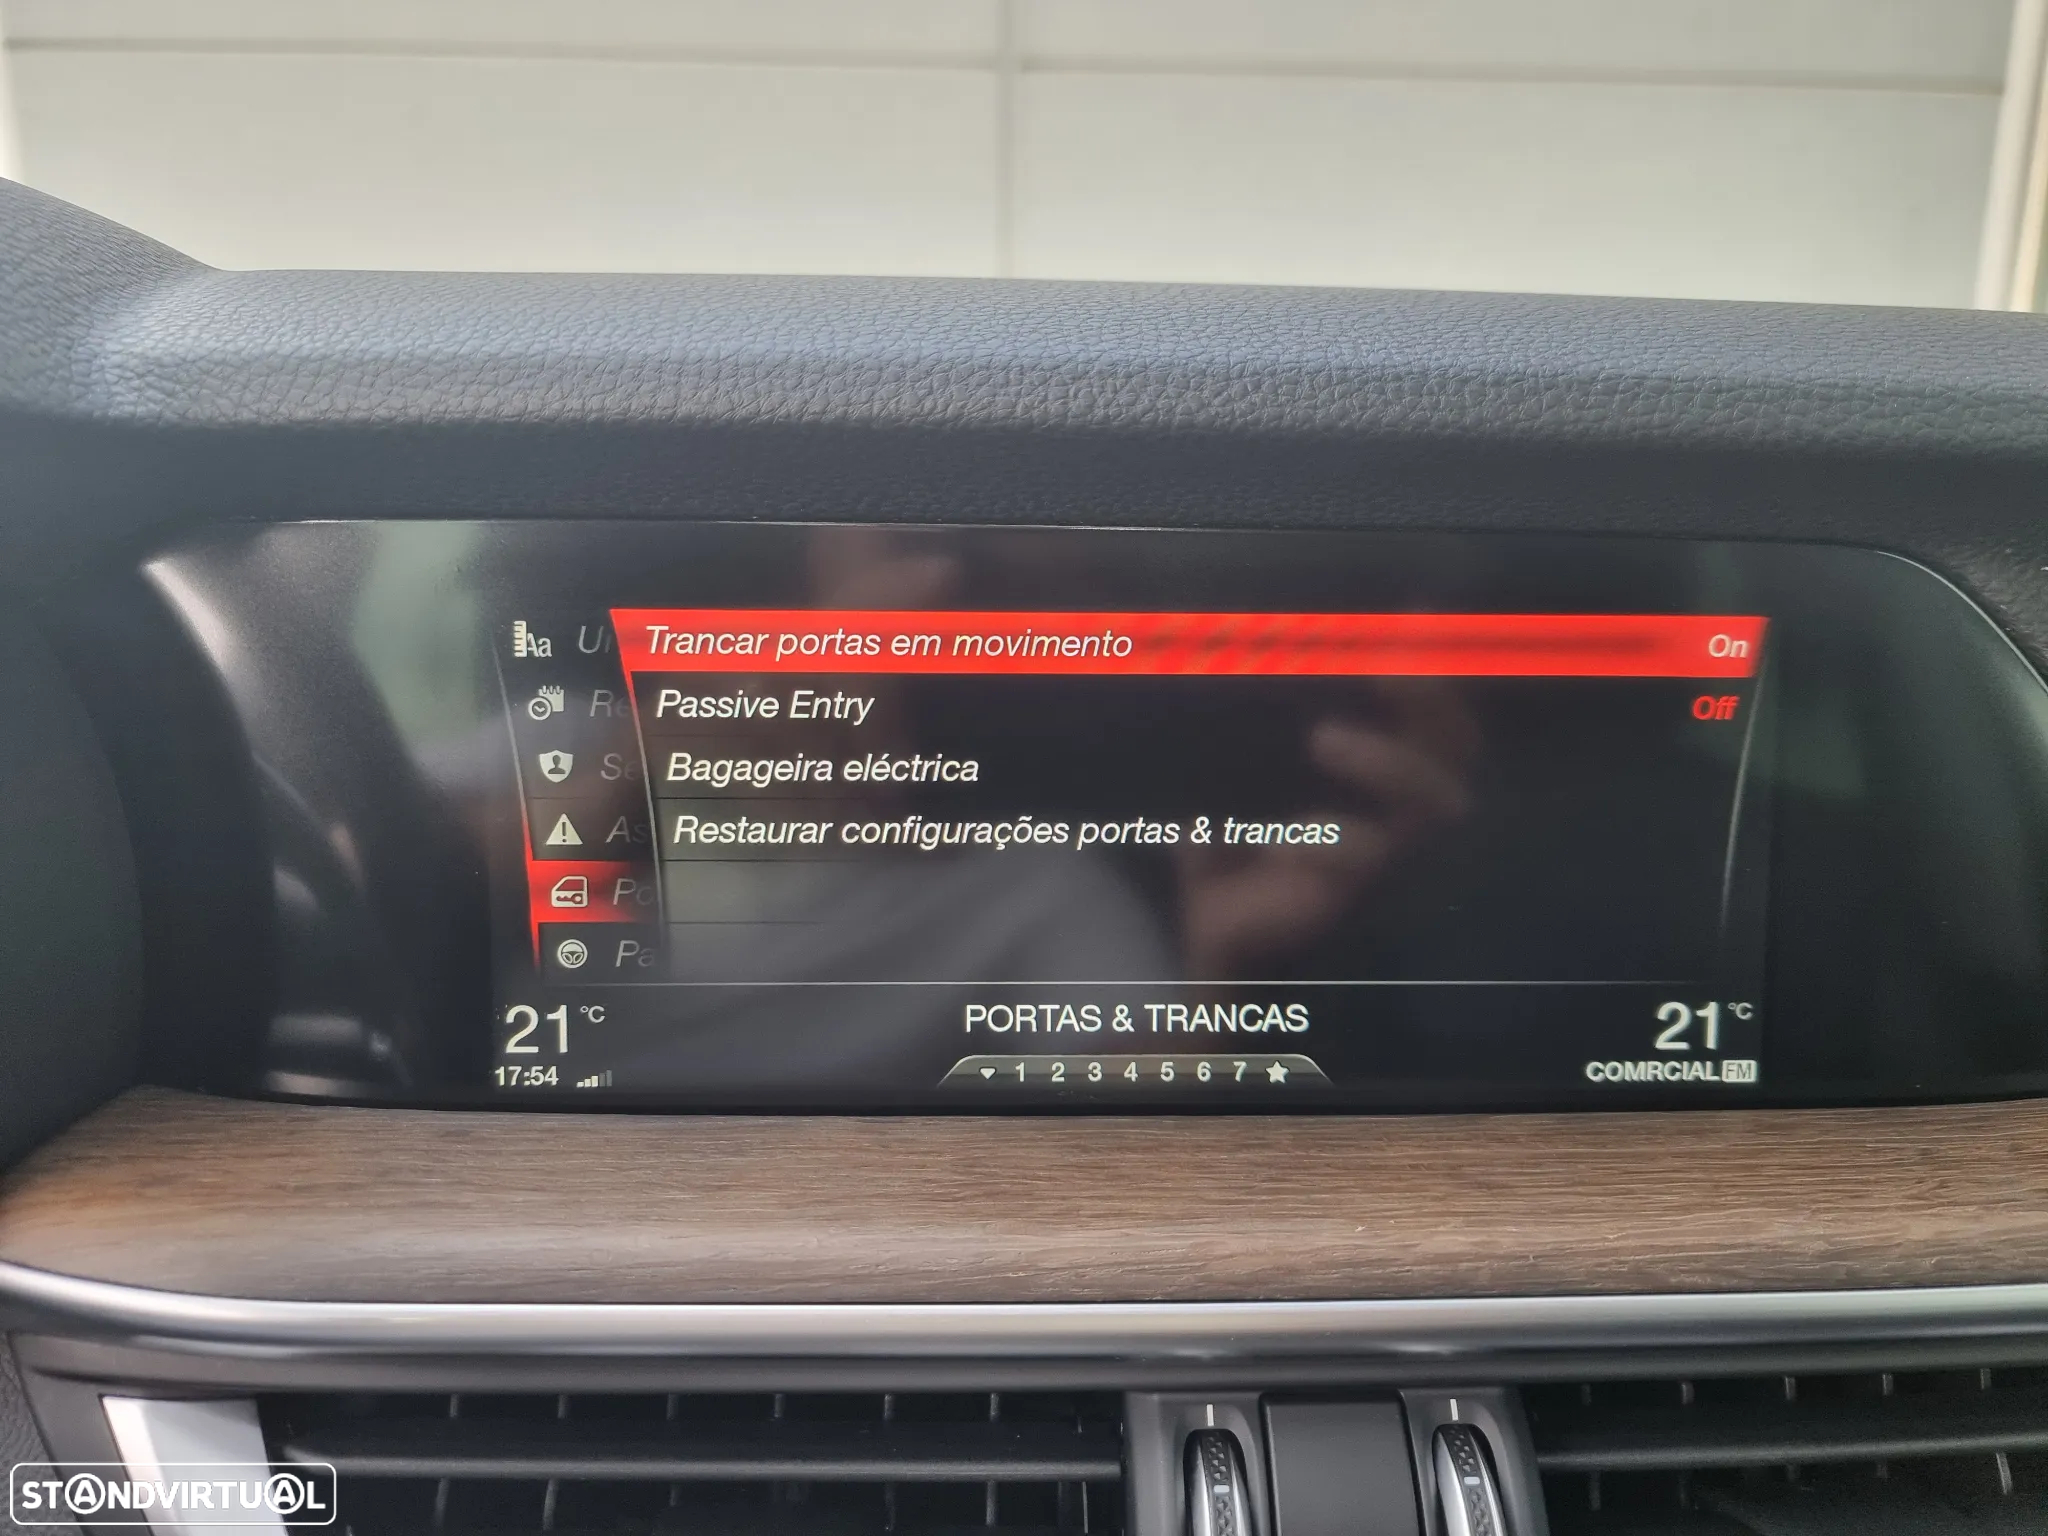 Aa Trancar portas em movimento On
Passive Entry Off
Bagageira eléctrica
Restaurar configurações portas & trancas
21 °C PORTAS & TRANCAS 21 °C
17:54 1 2 3 4 5 6 7 COMRCIAL FM
STANDVIRTUAL